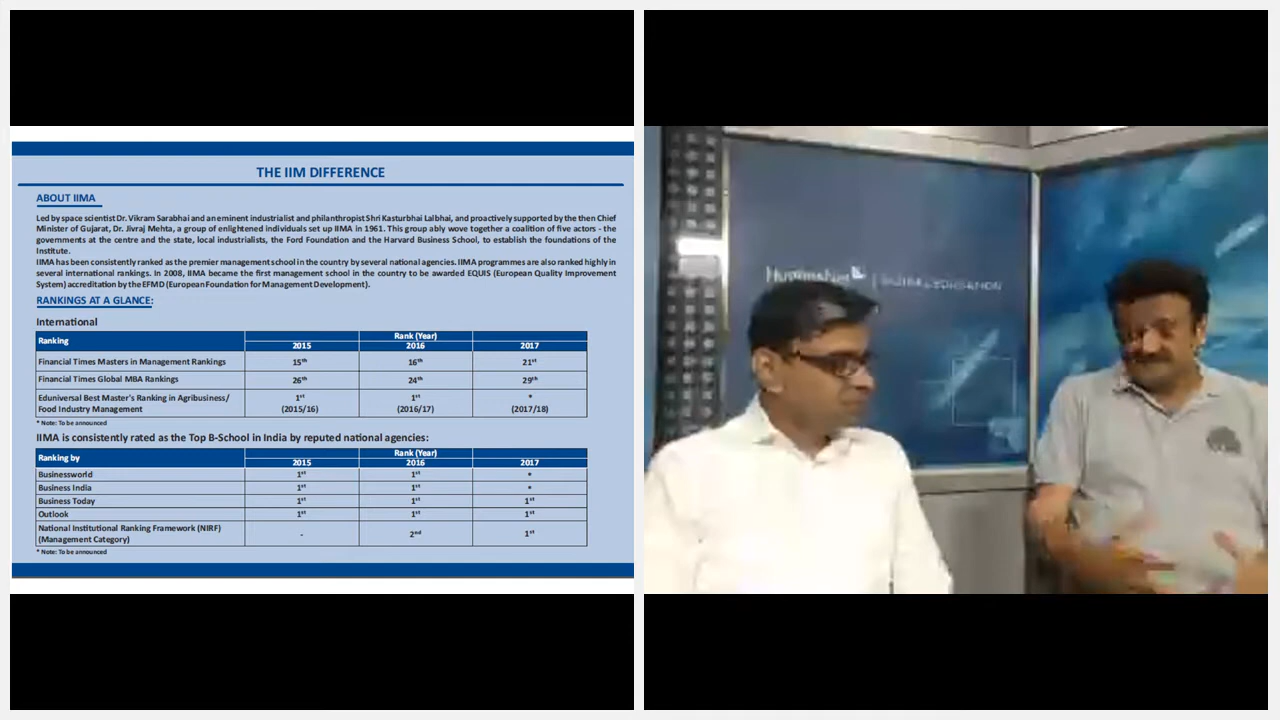 THE IIM DIFFERENCE
ABOUT IIMA
Led by space scientist Dr. Vikram Sarabhai and an eminent industrialist and philanthropist Shri Kasturbhai Lalbhai, and proactively supported by the then Chief
Minister of Gujarat, Dr. Jivraj Mehta, a group of enlightened individuals set up IIMA in 1961. This group ably wove together a coalition of five actors - the
governments at the centre and the state, local industrialists, the Ford Foundation and the Harvard Business School, to establish the foundations of the
Institute.
IIMA has been consistently ranked as the premier management school in the country by several national agencies. IIMA programmes are also ranked highly in
several international rankings. In 2008, IIMA became the first management school in the country to be awarded EQUIS (European Quality Improvement
System) accreditation by the EFMD (European Foundation for Management Development).
RANKINGS AT A GLANCE:
International
Ranking Rank (Year)
2015 2016 2017
Financial Times Masters in Management Rankings 15th 16th 21st
Financial Times Global MBA Rankings 26th 24th 29th
Eduniversal Best Master's Ranking in Agribusiness/ 1st 1st *
Food Industry Management (2015/16) (2016/17) (2017/18)
* Note: To be announced
IIMA is consistently rated as the Top B-School in India by reputed national agencies:
Ranking by Rank (Year)
2015 2016 2017
Businessworld 1st 1st *
Business India 1st 1st *
Business Today 1st 1st 1st
Outlook 1st 1st 1st
National Institutional Ranking Framework (NIRF)
(Management Category) - 2nd 1st
* Note: To be announced